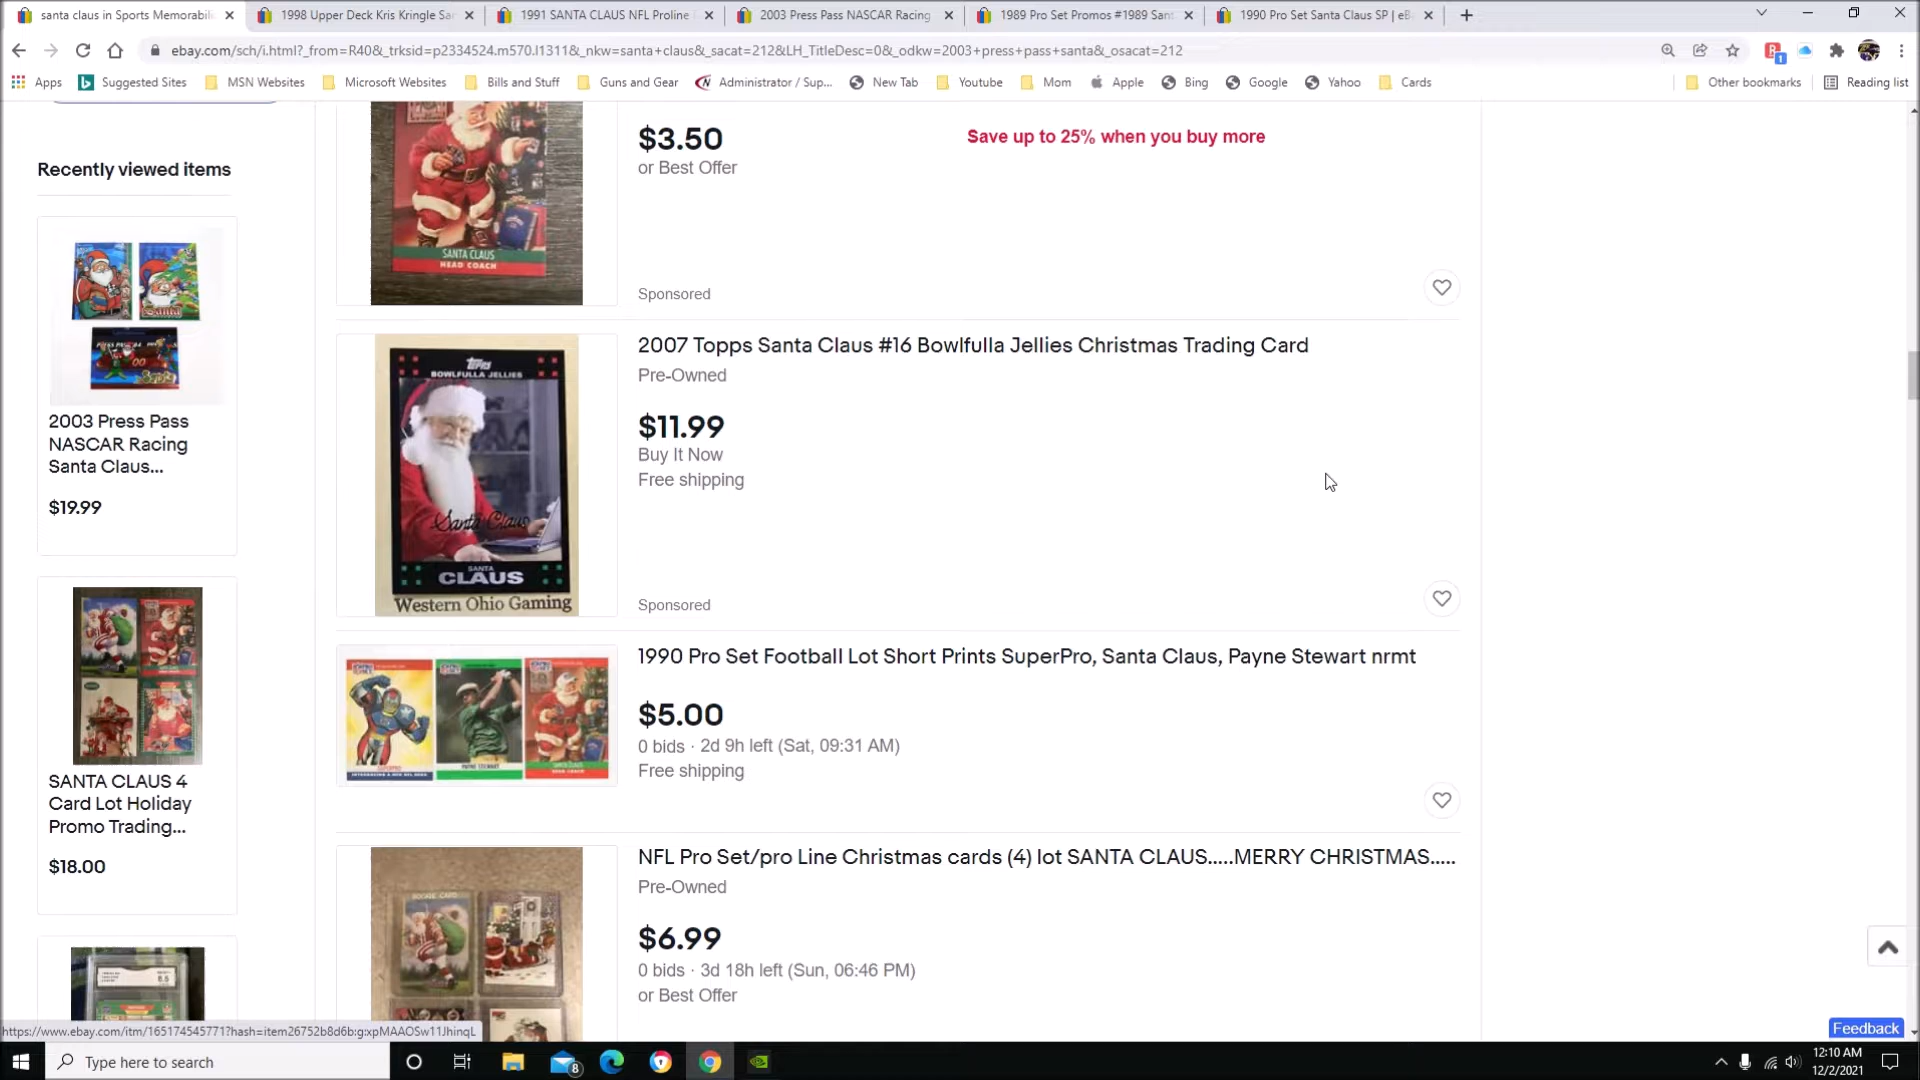 santa claus in Sports Memorabili
1998 Upper Deck Kris Kringle Sa
1991 SANTA CLAUS NFL Proline
2003 Press Pass NASCAR Racing
1989 Pro Set Promos #1989 Sant
1990 Pro Set Santa Claus SP | eB
ebay.com/sch/i.html?_from=R40&_trksid=p2334524.m570.l1311&_nkw=santa+claus&_sacat=212&LH_TitleDesc=0&_odkw=2003+press+pass+santa&_osacat=212
Apps
Suggested Sites
MSN Websites
Microsoft Websites
Bills and Stuff
Guns and Gear
Administrator / Sup...
New Tab
Youtube
Mom
Apple
Bing
Google
Yahoo
Cards
Other bookmarks
Reading list
Recently viewed items
2003 Press Pass
NASCAR Racing
Santa Claus...
$19.99
SANTA CLAUS 4
Card Lot Holiday
Promo Trading...
$18.00
SANTA CLAUS
HEAD COACH
$3.50
or Best Offer
Save up to 25% when you buy more
Sponsored
Topps
BOWLFULLA JELLIES
Santa Claus
SANTA
CLAUS
Western Ohio Gaming
2007 Topps Santa Claus #16 Bowlfulla Jellies Christmas Trading Card
Pre-Owned
$11.99
Buy It Now
Free shipping
Sponsored
PAYNE STEWART
1990 Pro Set Football Lot Short Prints SuperPro, Santa Claus, Payne Stewart nrmt
$5.00
0 bids · 2d 9h left (Sat, 09:31 AM)
Free shipping
ROOKIE CARD
NFL Pro Set/pro Line Christmas cards (4) lot SANTA CLAUS.....MERRY CHRISTMAS.....
Pre-Owned
$6.99
0 bids · 3d 18h left (Sun, 06:46 PM)
or Best Offer
Feedback
https://www.ebay.com/itm/165174545771?hash=item26752b8d6b:g:xpMAAOSw11JhinqL
Type here to search
8
12:10 AM
12/2/2021